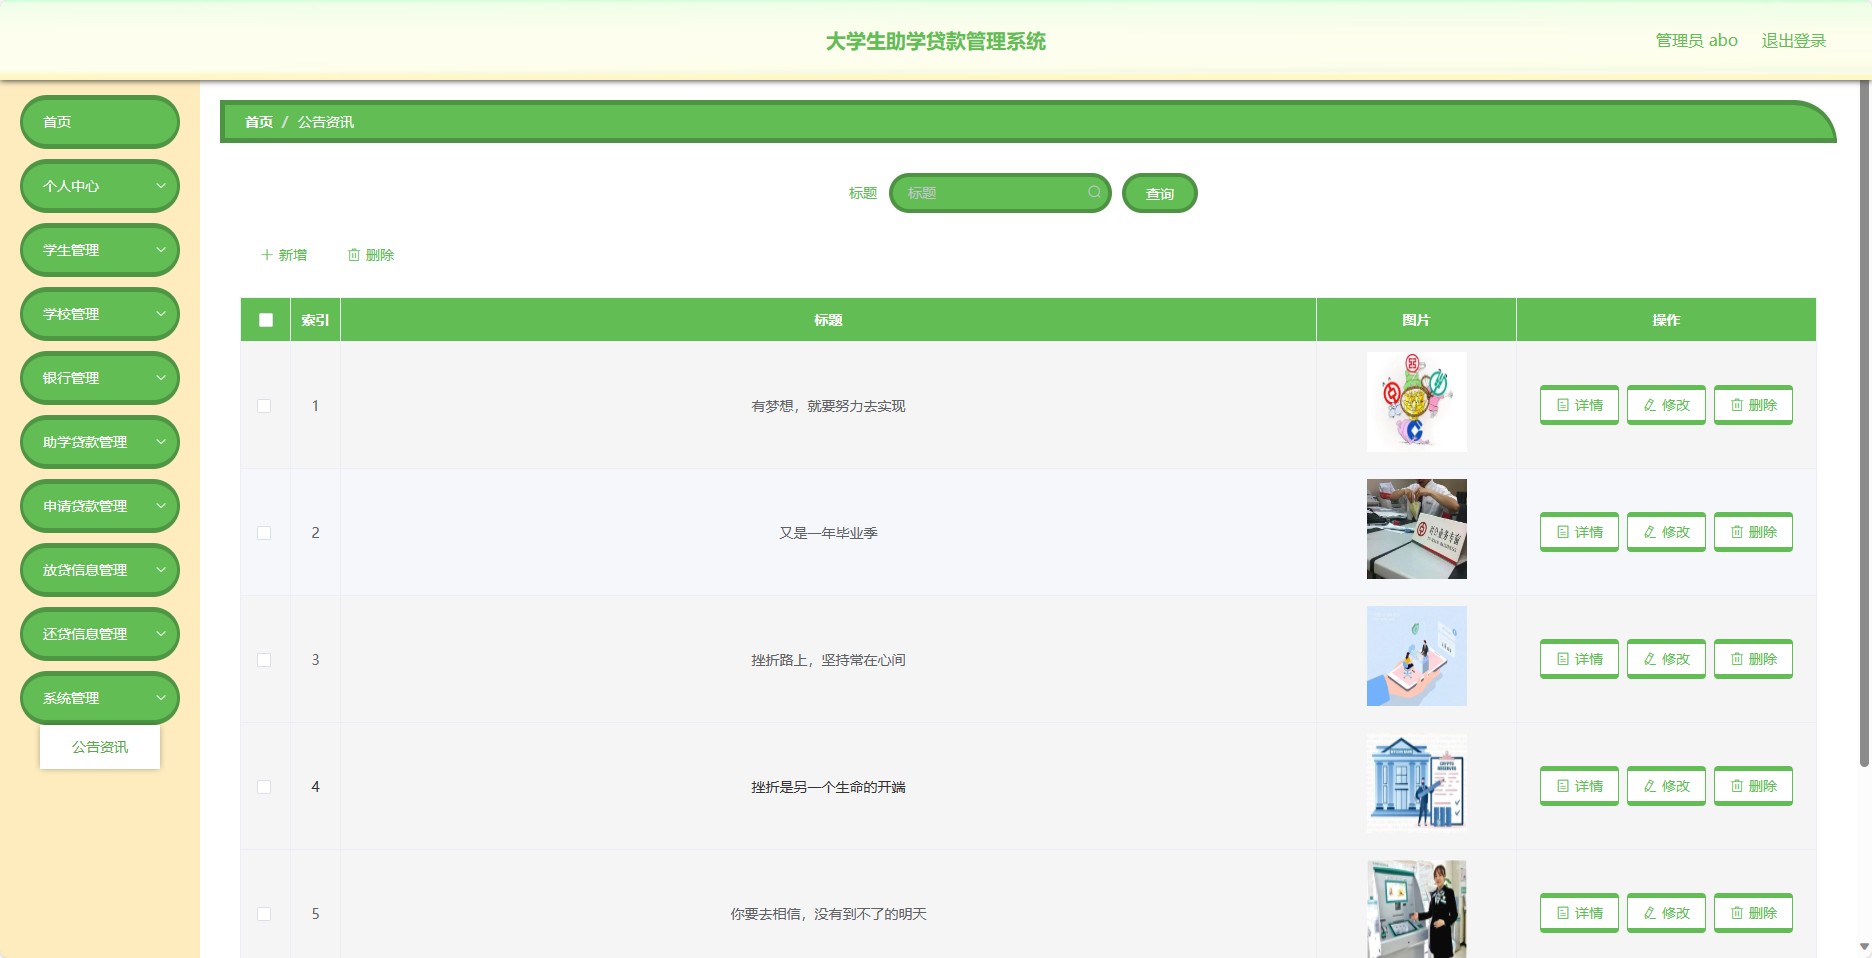 大学生助学贷款管理系统
管理员 abo 退出登录
首页
个人中心
学生管理
学校管理
银行管理
助学贷款管理
申请贷款管理
放贷信息管理
还贷信息管理
系统管理
公告资讯
首页 / 公告资讯
标题 标题 查询
新增 删除
索引 标题 图片 操作
1 有梦想，就要努力去实现 详情 修改 删除
2 又是一年毕业季 对公业务专窗 详情 修改 删除
3 挫折路上，坚持常在心间 详情 修改 删除
4 挫折是另一个生命的开端 详情 修改 删除
5 你要去相信，没有到不了的明天 详情 修改 删除